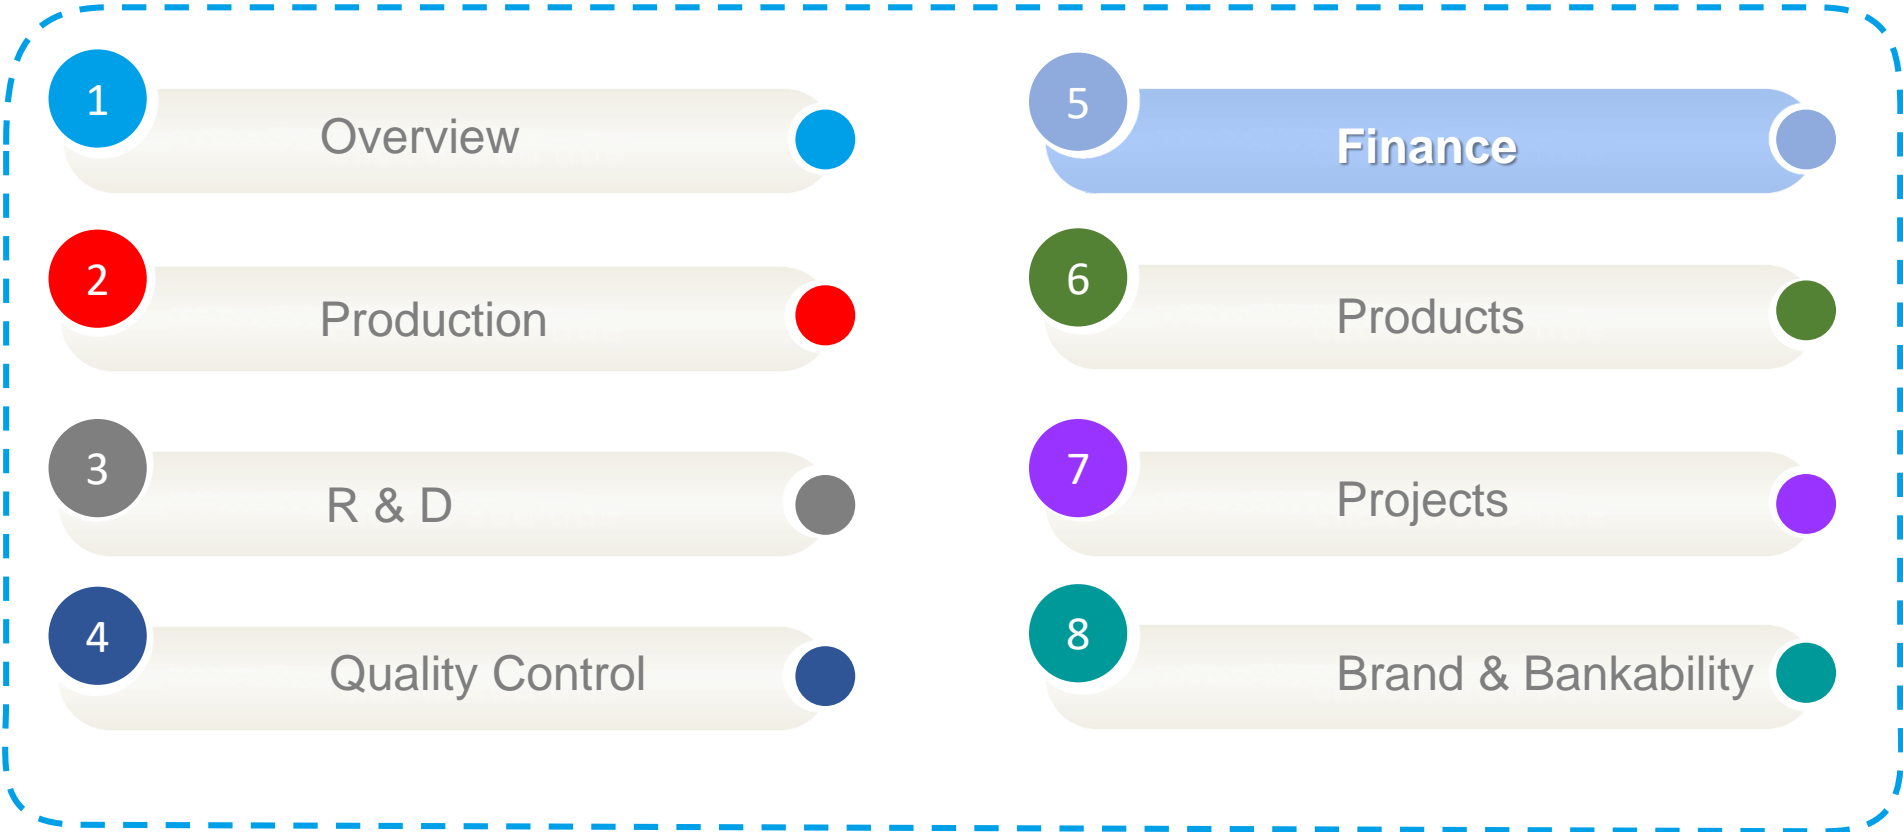 1
Overview
2
Production
3
R & D
4
Quality Control
5
Finance
6
Products
7
Projects
8
Brand & Bankability